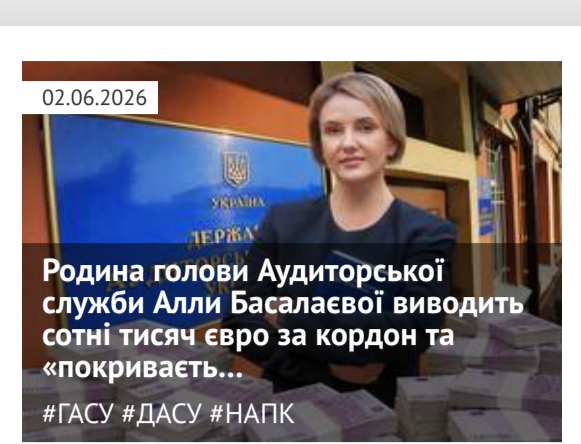 02.06.2026
УКРАЇНА
ДЕРЖА
Родина голови Аудиторської
служби Алли Басалаєвої виводить
сотні тисяч євро за кордон та
«покриваєть...
#ГАСУ #ДАСУ #НАПК